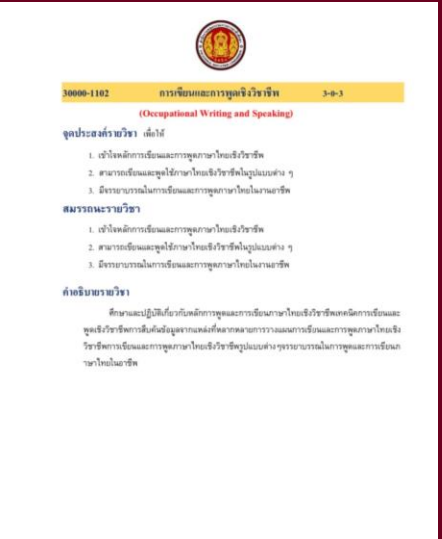 30000-1102 การเขียนและการพูดเชิงวิชาชีพ 3-0-3
(Occupational Writing and Speaking)
จุดประสงค์รายวิชา เพื่อให้
1. เข้าใจหลักการเขียนและการพูดภาษาไทยเชิงวิชาชีพ
2. สามารถเขียนและพูดใช้ภาษาไทยเชิงวิชาชีพในรูปแบบต่าง ๆ
3. มีจรรยาบรรณในการเขียนและการพูดภาษาไทยในงานอาชีพ
สมรรถนะรายวิชา
1. เข้าใจหลักการเขียนและการพูดภาษาไทยเชิงวิชาชีพ
2. สามารถเขียนและพูดใช้ภาษาไทยเชิงวิชาชีพในรูปแบบต่าง ๆ
3. มีจรรยาบรรณในการเขียนและการพูดภาษาไทยในงานอาชีพ
คำอธิบายรายวิชา
ศึกษาและปฏิบัติเกี่ยวกับหลักการพูดและการเขียนภาษาไทยเชิงวิชาชีพเทคนิคการเขียนและ
พูดเชิงวิชาชีพการสืบค้นข้อมูลจากแหล่งที่หลากหลายการวางแผนการเขียนและการพูดภาษาไทยเชิง
วิชาชีพการเขียนและการพูดภาษาไทยเชิงวิชาชีพรูปแบบต่าง ๆจรรยาบรรณในการพูดและการเขียนภ
าษาไทยในอาชีพ